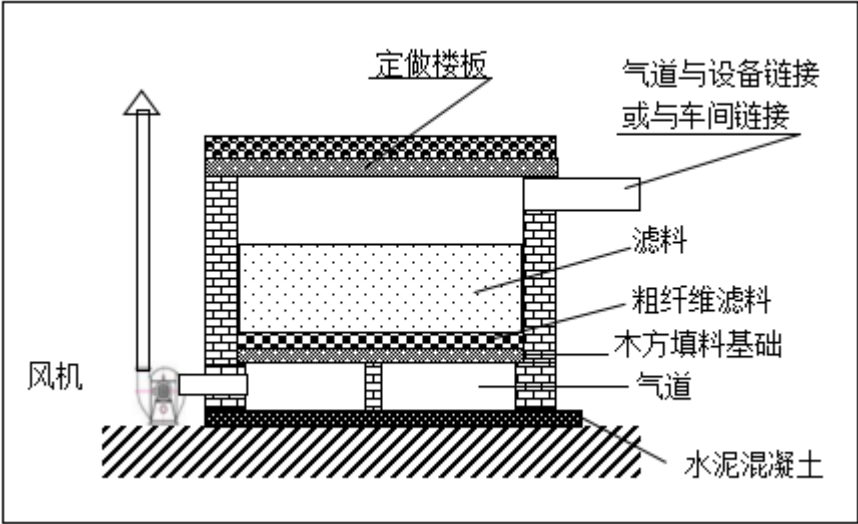 定做楼板
气道与设备链接
或与车间链接
滤料
粗纤维滤料
木方填料基础
风机
气道
水泥混凝土